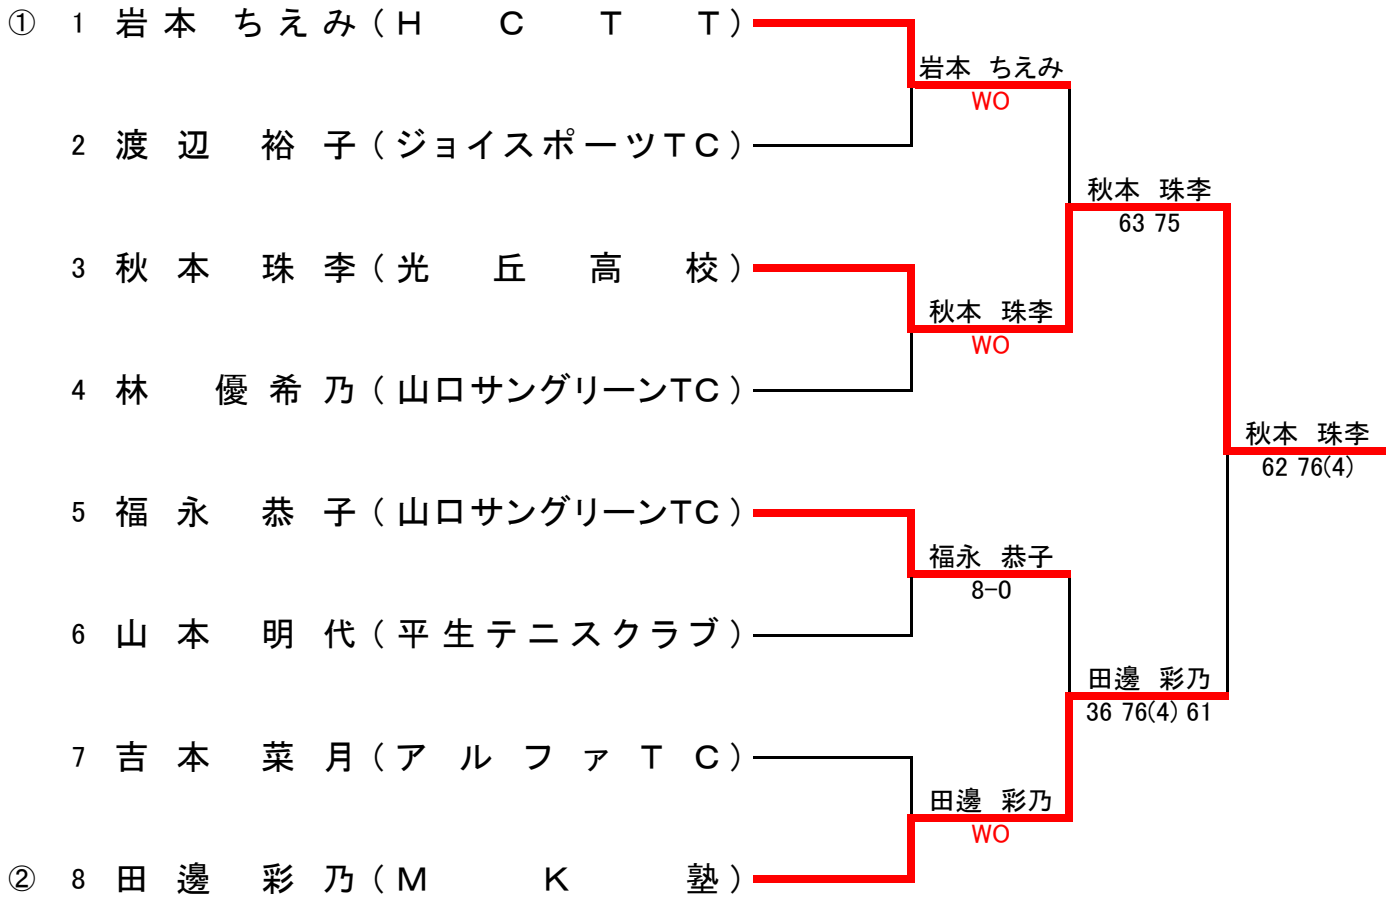 ① 1 岩本 ちえみ(HCTT)
岩本 ちえみ
WO
2 渡辺 裕子(ジョイスポーツTC)
秋本 珠李
63 75
3 秋本 珠李(光丘高校)
秋本 珠李
WO
4 林 優希乃(山口サングリーンTC)
秋本 珠李
62 76(4)
5 福永 恭子(山口サングリーンTC)
福永 恭子
8-0
6 山本 明代(平生テニスクラブ)
田邊 彩乃
36 76(4) 61
7 吉本 菜月(アルファTC)
田邊 彩乃
WO
② 8 田邊 彩乃(MK塾)